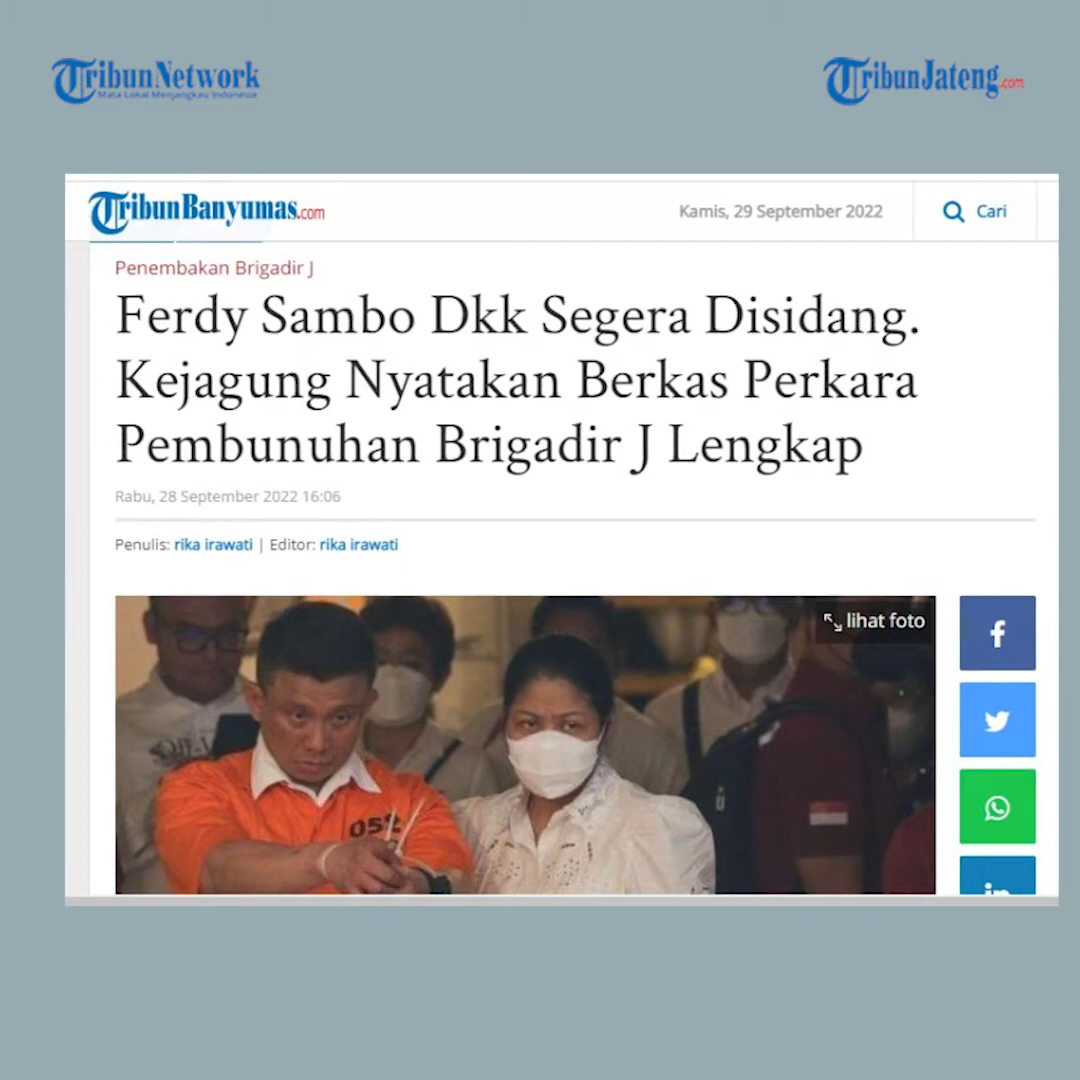 TribunNetwork
Mata Lokal Menjangkau Indonesia
TribunJateng.com
TribunBanyumas.com
Kamis, 29 September 2022
Cari
Penembakan Brigadir J
Ferdy Sambo Dkk Segera Disidang.
Kejagung Nyatakan Berkas Perkara
Pembunuhan Brigadir J Lengkap
Rabu, 28 September 2022 16:06
Penulis: rika irawati | Editor: rika irawati
lihat foto
052
f
in